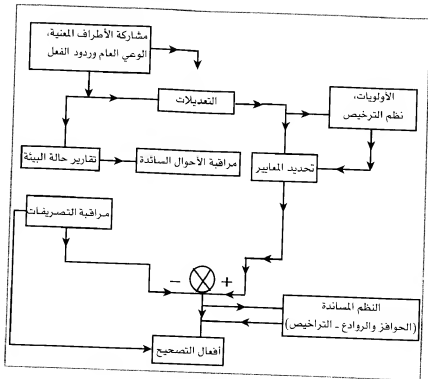 مشاركة الأطراف المعنية،
الوعي العام وردود الفعل
الأولويات،
نظم الترخيص
التعديلات
تقارير حالة البيئة
مراقبة الأحوال السائدة
تحديد المعايير
مراقبة التصريفات
− +
النظم المساندة
(الحوافز والروادع ـ التراخيص)
أفعال التصحيح